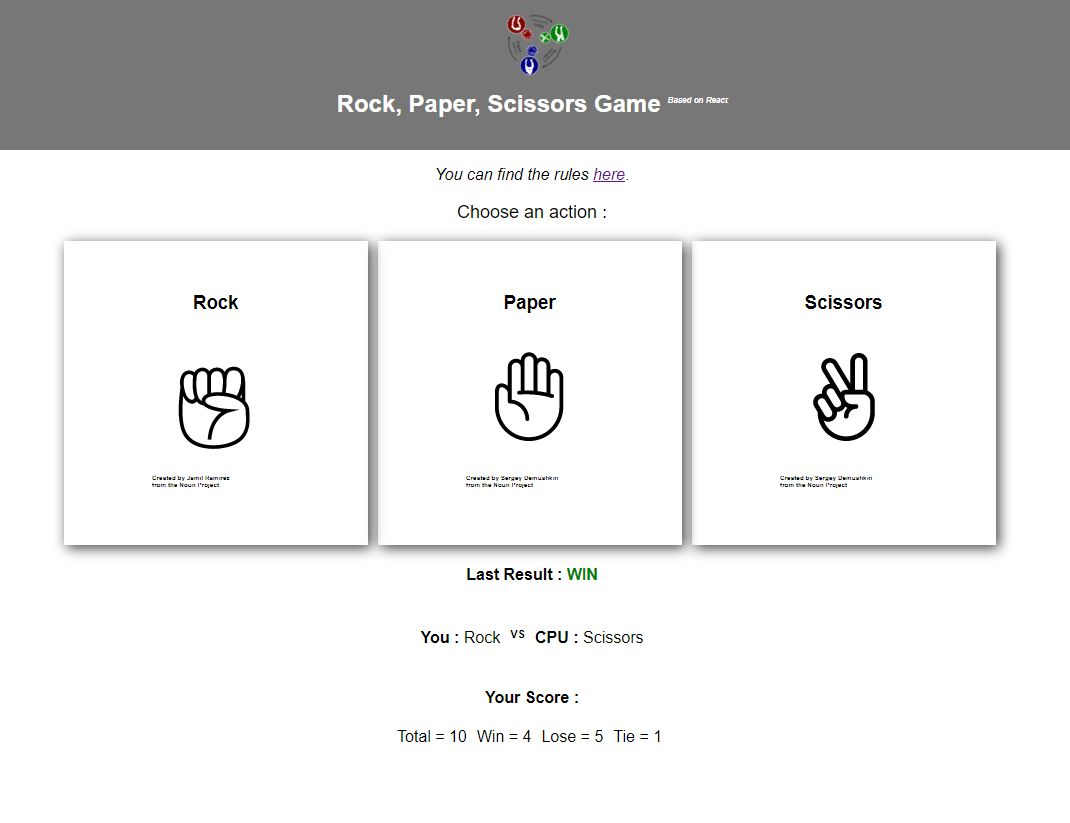 Rock, Paper, Scissors Game Based on React
You can find the rules here.
Choose an action :
Rock
Paper
Scissors
Created by Jamil Ramirez
from the Noun Project
Created by Sergey Demushkin
from the Noun Project
Created by Sergey Demushkin
from the Noun Project
Last Result : WIN
You : Rock VS CPU : Scissors
Your Score :
Total = 10 Win = 4 Lose = 5 Tie = 1